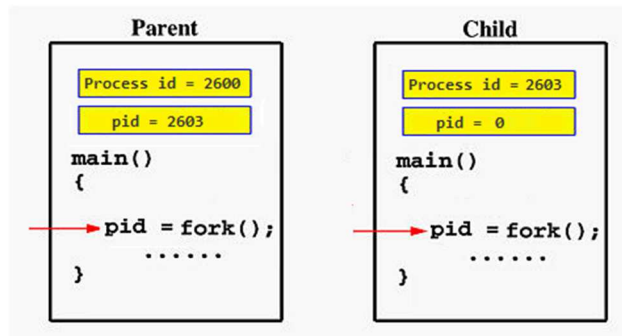 Parent
Process id = 2600
pid = 2603
main()
{
pid = fork();
......
}
Child
Process id = 2603
pid = 0
main()
{
pid = fork();
......
}